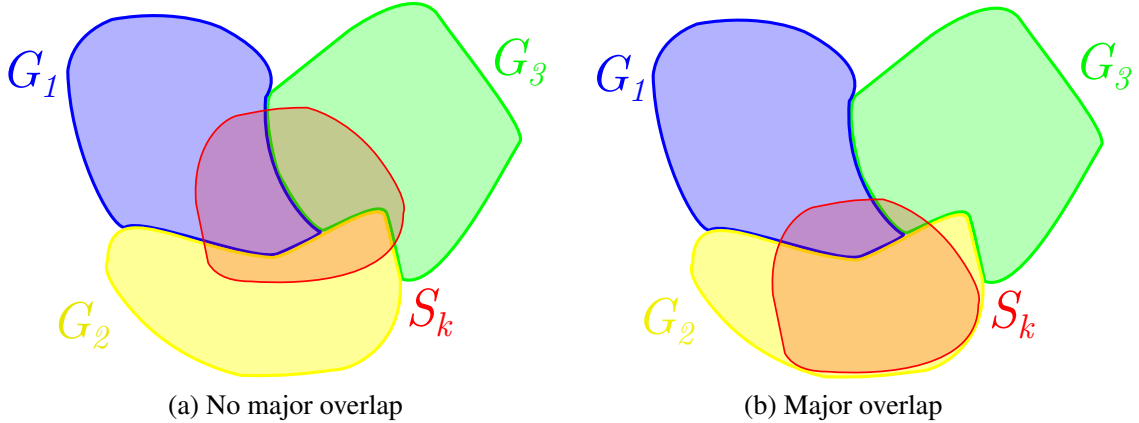 G₁ G₃ G₁ G₃
G₂ Sₖ G₂ Sₖ
(a) No major overlap (b) Major overlap